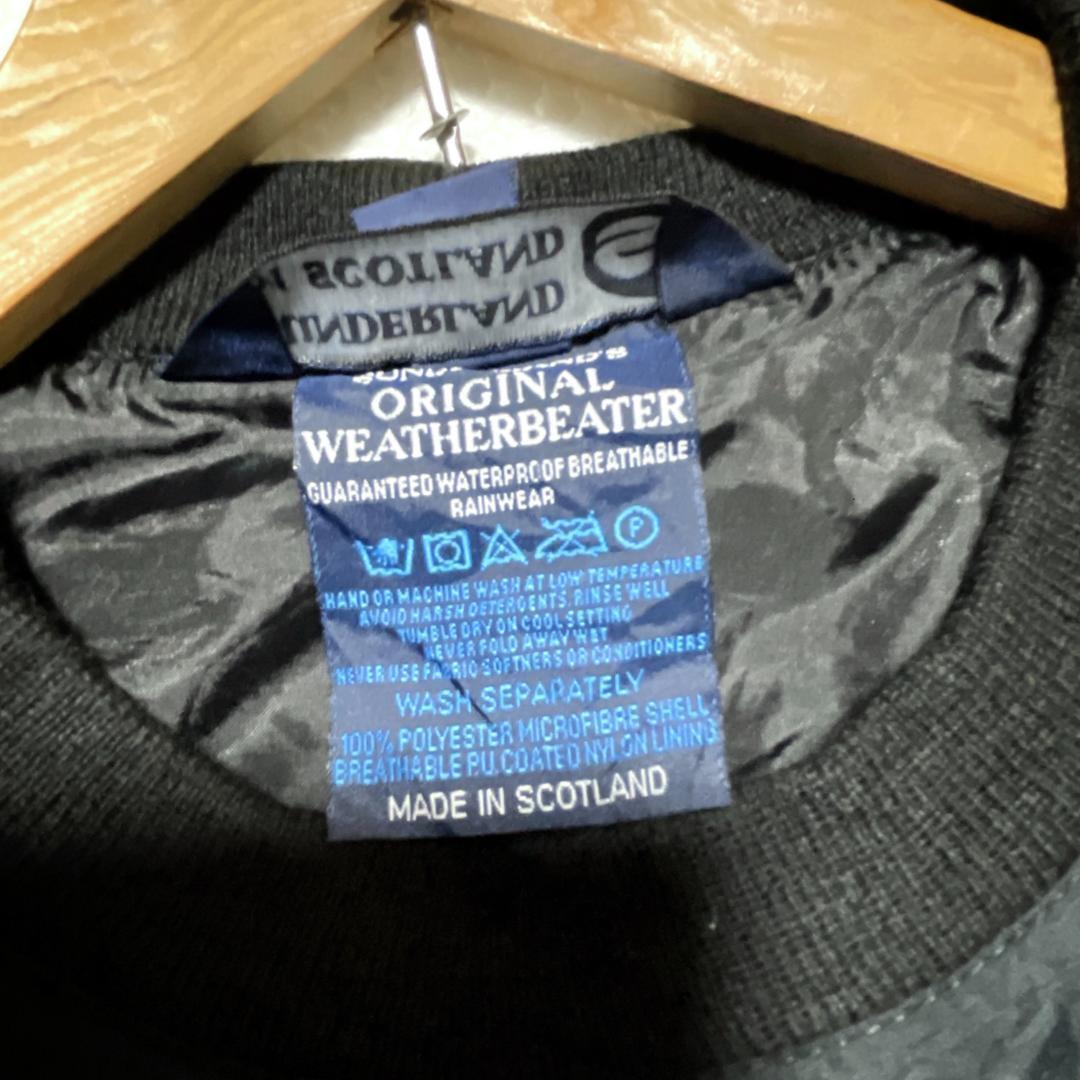 SCOTLAND
ORIGINAL
WEATHERBEATER
GUARANTEED WATERPROOF BREATHABLE
RAINWEAR
P
HAND OR MACHINE WASH AT LOW TEMPERATURE
AVOID HARSH DETERGENTS, RINSE WELL
TUMBLE DRY ON COOL SETTING
NEVER FOLD AWAY WET
NEVER USE FABRIC SOFTNERS OR CONDITIONERS
WASH SEPARATELY
100% POLYESTER MICROFIBRE SHELL
BREATHABLE P.U. COATED NYLON LINING
MADE IN SCOTLAND